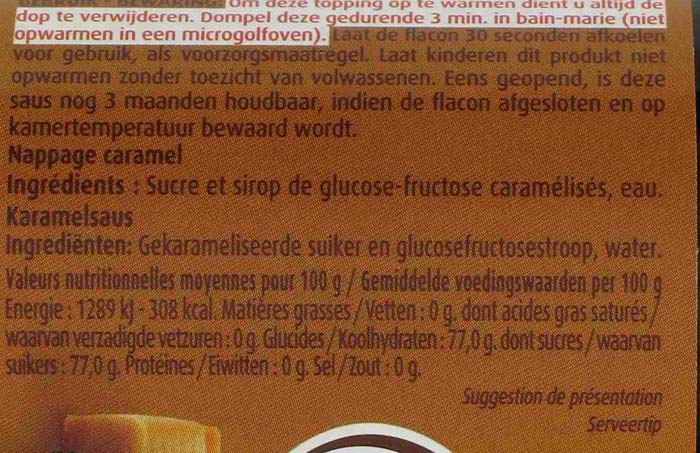 GEBRUIK - BEWARING: Om deze topping op te warmen dient u altijd de
dop te verwijderen. Dompel deze gedurende 3 min. in bain-marie (niet
opwarmen in een microgolfoven). Laat de flacon 30 seconden afkoelen
voor gebruik, als voorzorgsmaatregel. Laat kinderen dit produkt niet
opwarmen zonder toezicht van volwassenen. Eens geopend, is deze
saus nog 3 maanden houdbaar, indien de flacon afgesloten en op
kamertemperatuur bewaard wordt.
Nappage caramel
Ingrédients : Sucre et sirop de glucose-fructose caramélisés, eau.
Karamelsaus
Ingrediënten: Gekarameliseerde suiker en glucosefructosestroop, water.
Valeurs nutritionnelles moyennes pour 100 g / Gemiddelde voedingswaarden per 100 g
Energie : 1289 kJ - 308 kcal. Matières grasses / Vetten : 0 g. dont acides gras saturés /
waarvan verzadigde vetzuren : 0 g. Glucides / Koolhydraten : 77,0 g. dont sucres / waarvan
suikers : 77,0 g. Protéines / Eiwitten : 0 g. Sel / Zout : 0 g.
Suggestion de présentation
Serveertip